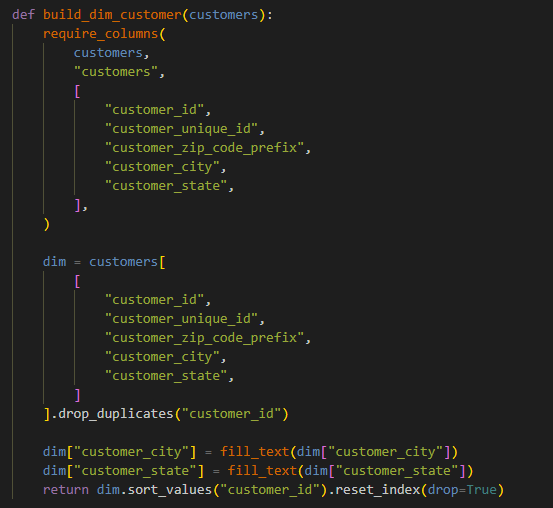 def build_dim_customer(customers):
    require_columns(
        customers,
        "customers",
        [
            "customer_id",
            "customer_unique_id",
            "customer_zip_code_prefix",
            "customer_city",
            "customer_state",
        ],
    )

    dim = customers[
        [
            "customer_id",
            "customer_unique_id",
            "customer_zip_code_prefix",
            "customer_city",
            "customer_state",
        ]
    ].drop_duplicates("customer_id")

    dim["customer_city"] = fill_text(dim["customer_city"])
    dim["customer_state"] = fill_text(dim["customer_state"])
    return dim.sort_values("customer_id").reset_index(drop=True)